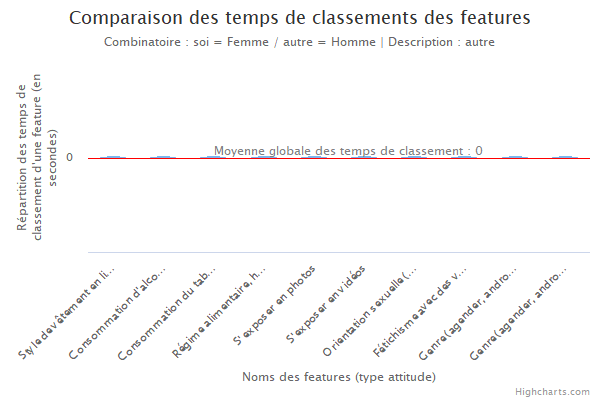 Comparaison des temps de classements des features
Combinatoire : soi = Femme / autre = Homme | Description : autre
Répartition des temps de
classement d'une feature (en
secondes)
0
Moyenne globale des temps de classement : 0
Style de vêtement en li...
Consommation d'alco...
Consommation du tab...
Régime alimentaire, h...
S'exposer en photos
S'exposer en vidéos
Orientation sexuelle (...
Fétichisme avec des v...
Genre (agender, andro...
Genre (agender, andro...
Noms des features (type attitude)
Highcharts.com